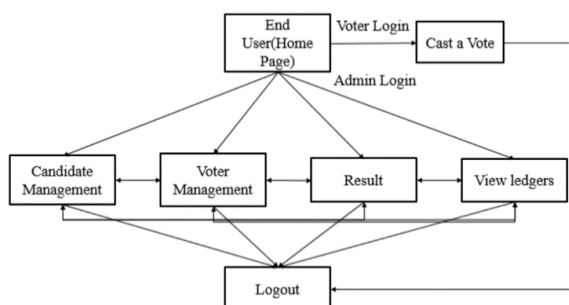 End
User(Home
Page)
Voter Login
Cast a Vote
Admin Login
Candidate
Management
Voter
Management
Result
View ledgers
Logout